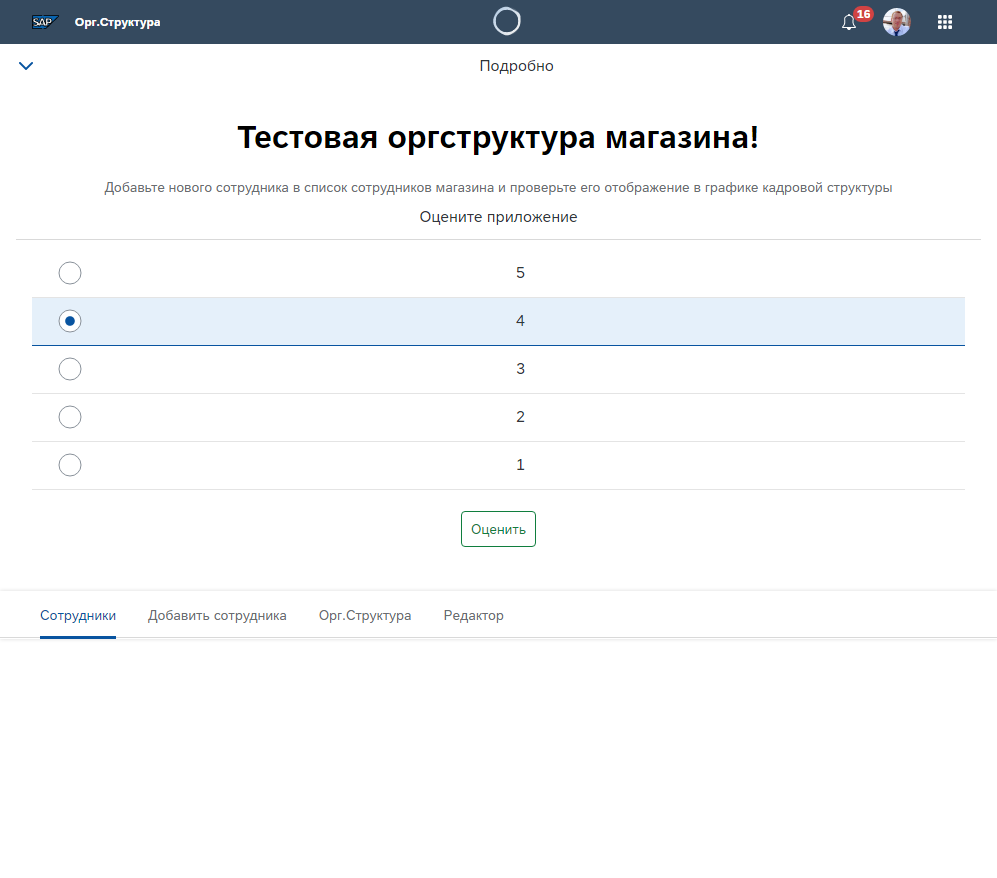 SAP Орг.Структура 16
Подробно
Тестовая оргструктура магазина!
Добавьте нового сотрудника в список сотрудников магазина и проверьте его отображение в графике кадровой структуры
Оцените приложение
5
4
3
2
1
Оценить
Сотрудники Добавить сотрудника Орг.Структура Редактор